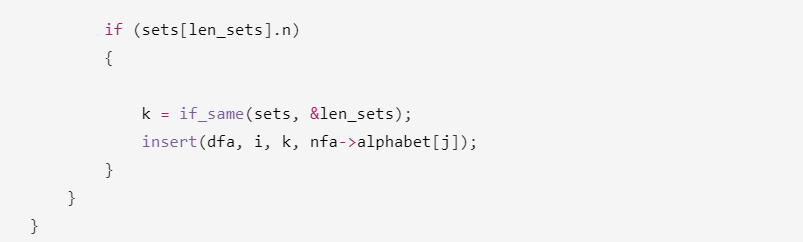 if (sets[len_sets].n)
{
k = if_same(sets, &len_sets);
insert(dfa, i, k, nfa->alphabet[j]);
}
}
}